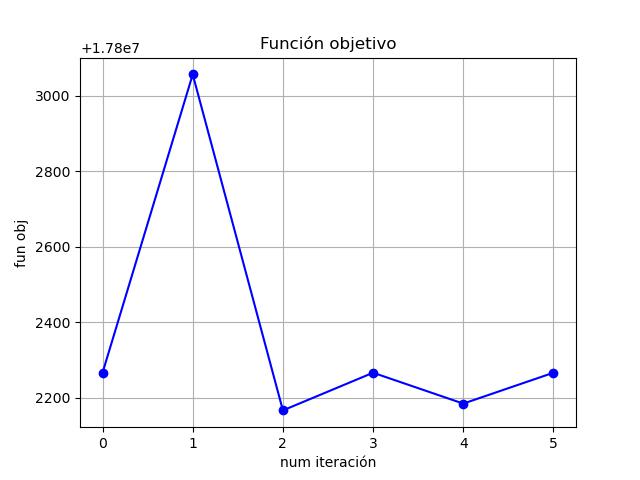 Función objetivo
+1.78e7
3000
2800
2600
2400
2200
fun obj
0 1 2 3 4 5
num iteración